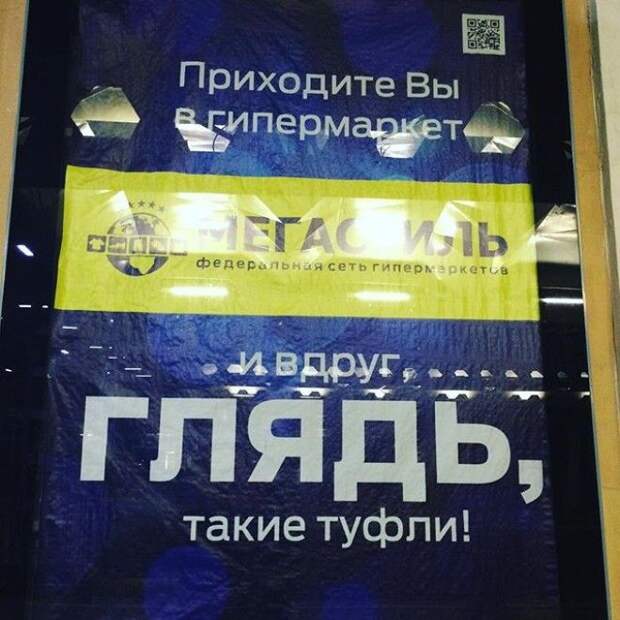 Приходите Вы
в гипермаркет
МЕГАСТИЛЬ
федеральная сеть гипермаркетов
и вдруг,
ГЛЯДЬ,
такие туфли!